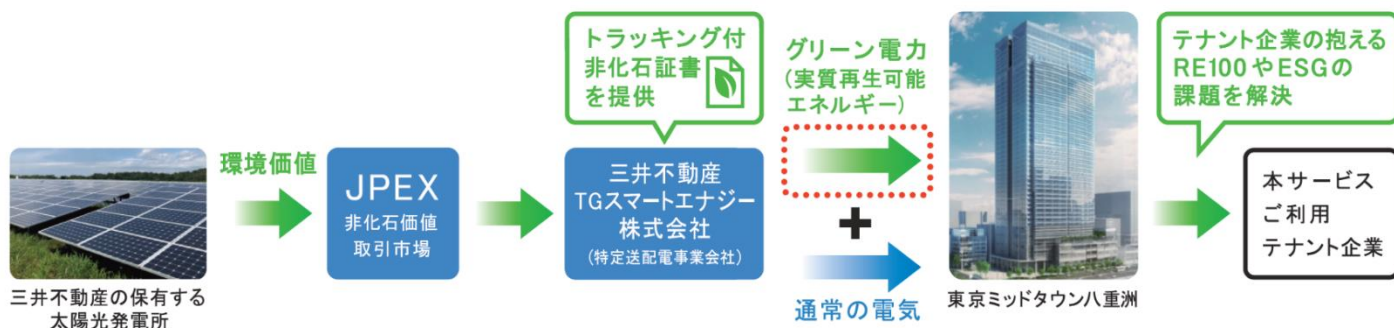 トラッキング付
非化石証書
を提供
グリーン電力
(実質再生可能
エネルギー)
テナント企業の抱える
RE100やESGの
課題を解決
環境価値
JPEX
非化石価値
取引市場
三井不動産
TGスマートエナジー
株式会社
(特定送配電事業会社)
+
通常の電気
本サービス
ご利用
テナント企業
三井不動産の保有する
太陽光発電所
東京ミッドタウン八重洲